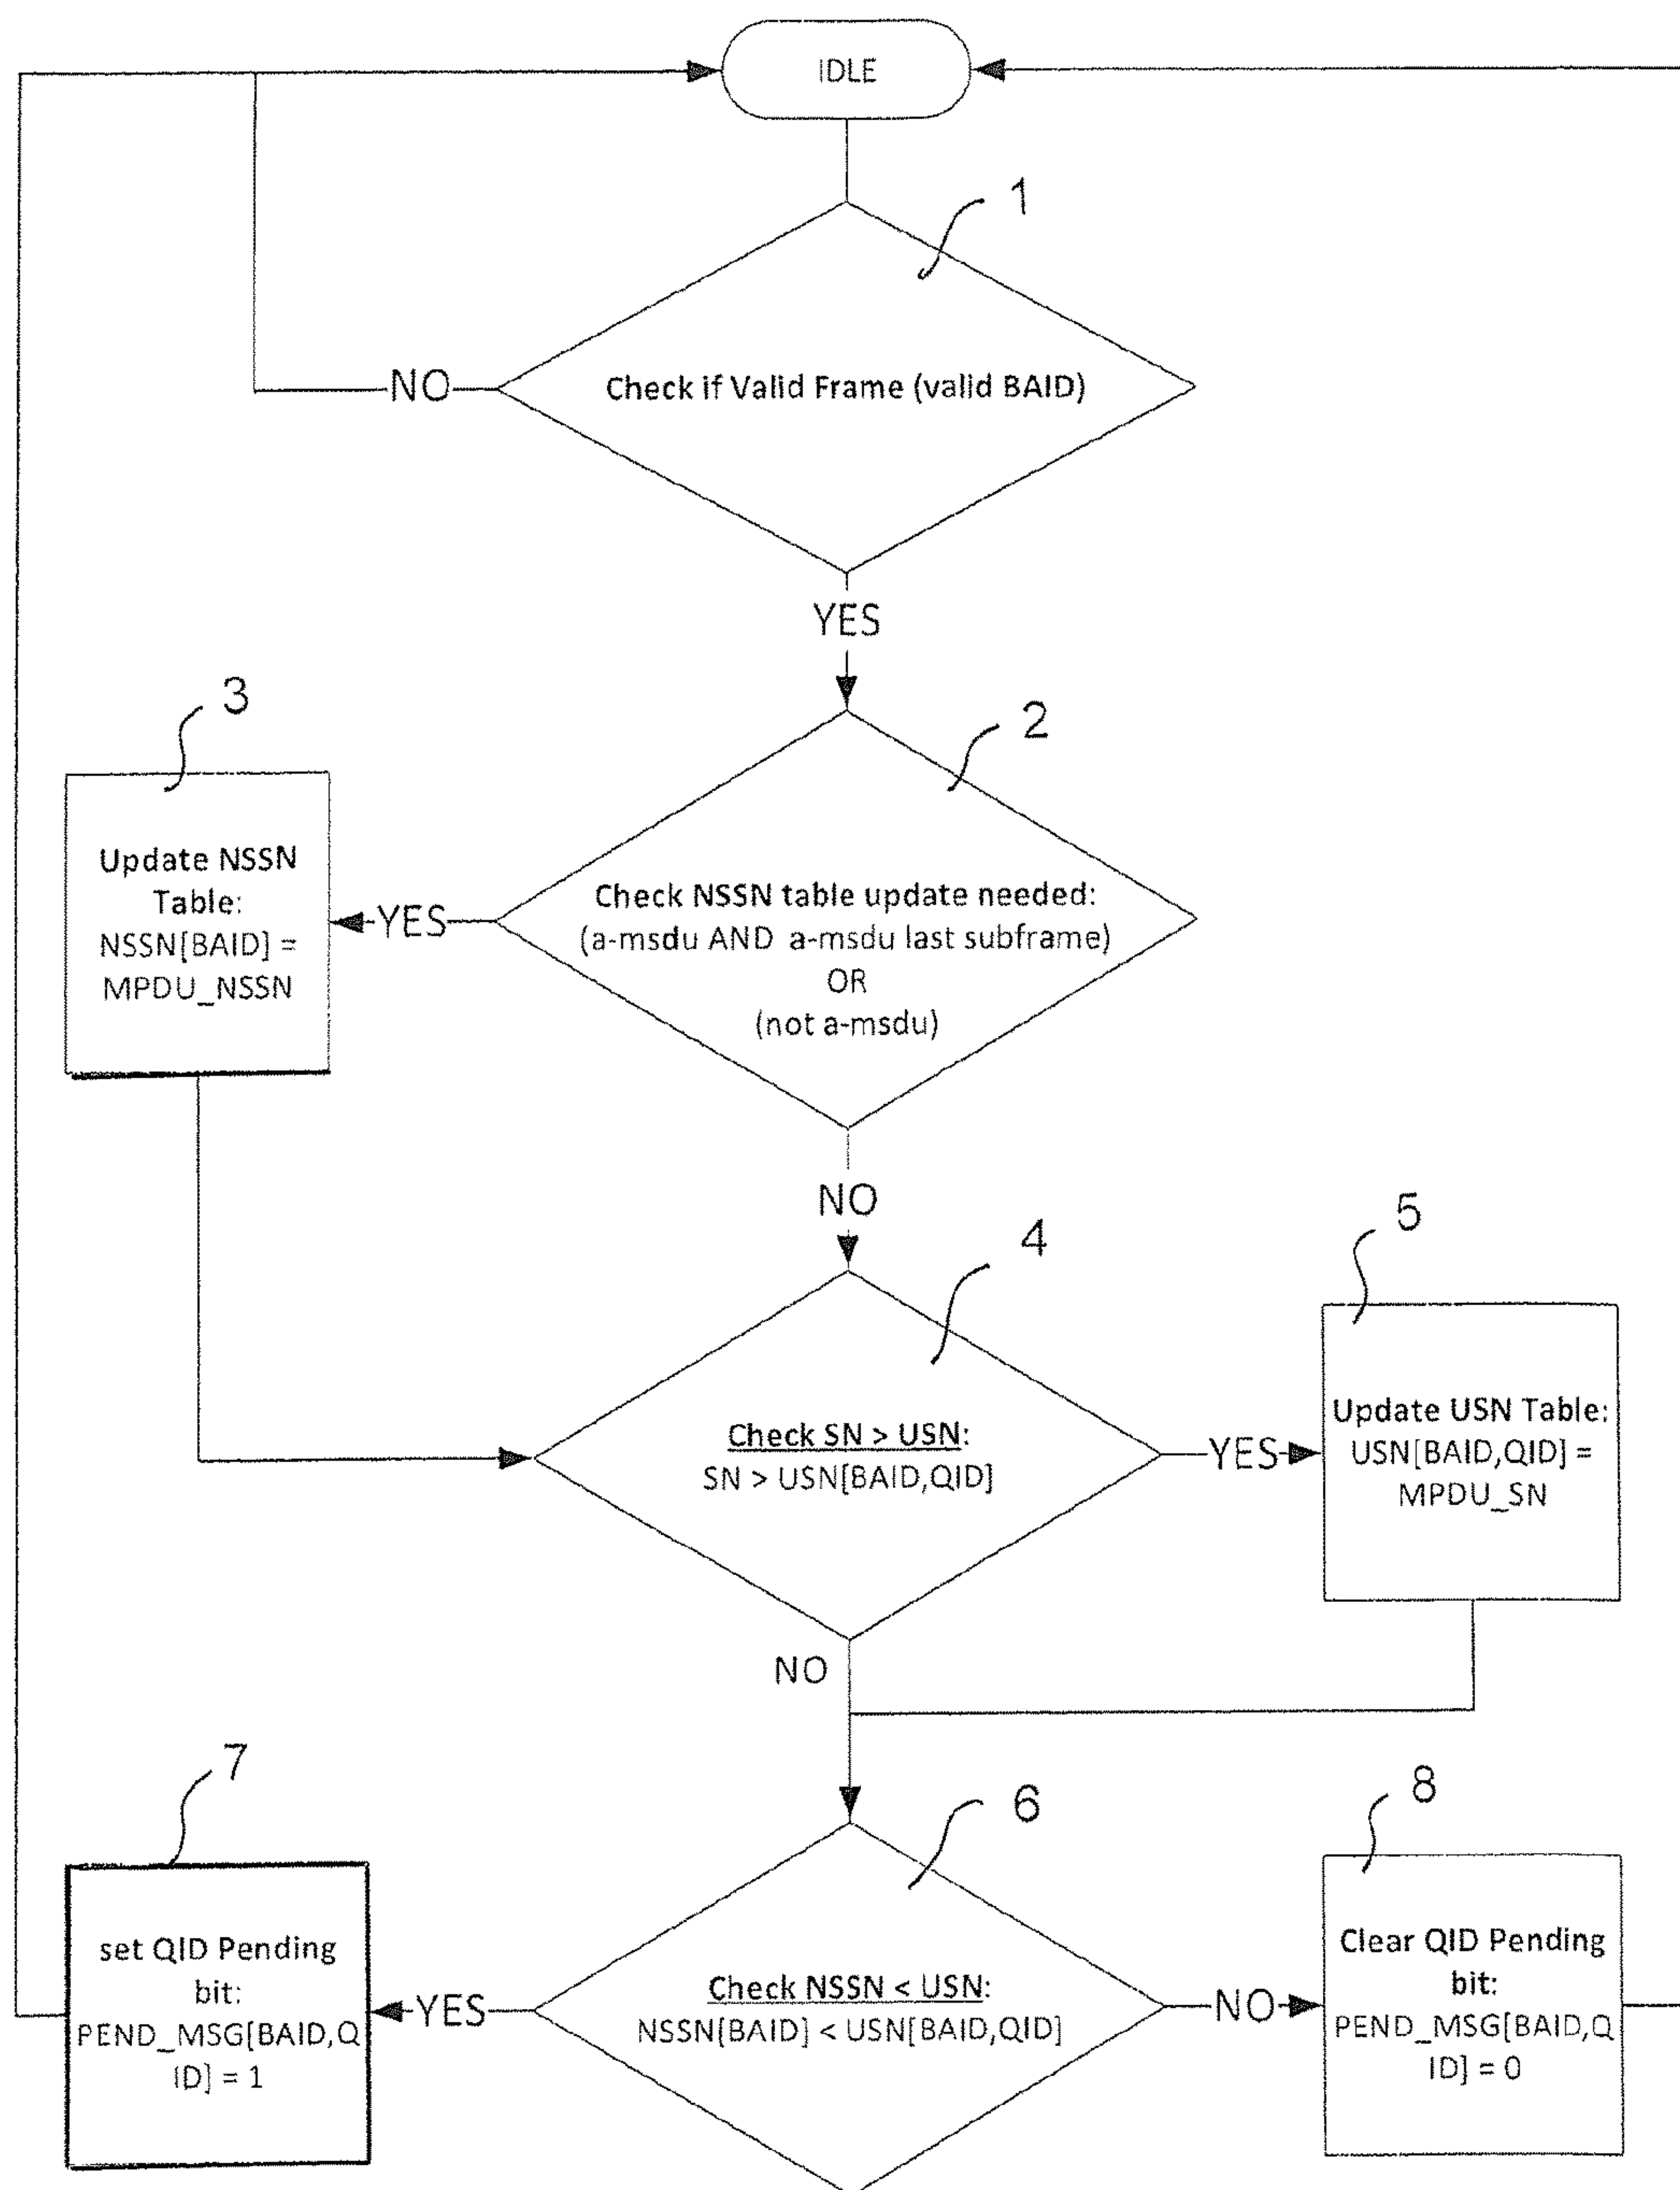 IDLE
1
Check if Valid Frame (valid BAID)
NO
YES
2
3
Check NSSN table update needed:
(a-msdu AND a-msdu last subframe)
OR
(not a-msdu)
YES
Update NSSN
Table:
NSSN[BAID] =
MPDU_NSSN
NO
4
5
Check SN > USN:
SN > USN[BAID,QID]
YES
Update USN Table:
USN[BAID,QID] =
MPDU_SN
NO
6
7
8
Check NSSN < USN:
NSSN[BAID] < USN[BAID,QID]
YES
set QID Pending
bit:
PEND_MSG[BAID,Q
ID] = 1
NO
Clear QID Pending
bit:
PEND_MSG[BAID,Q
ID] = 0